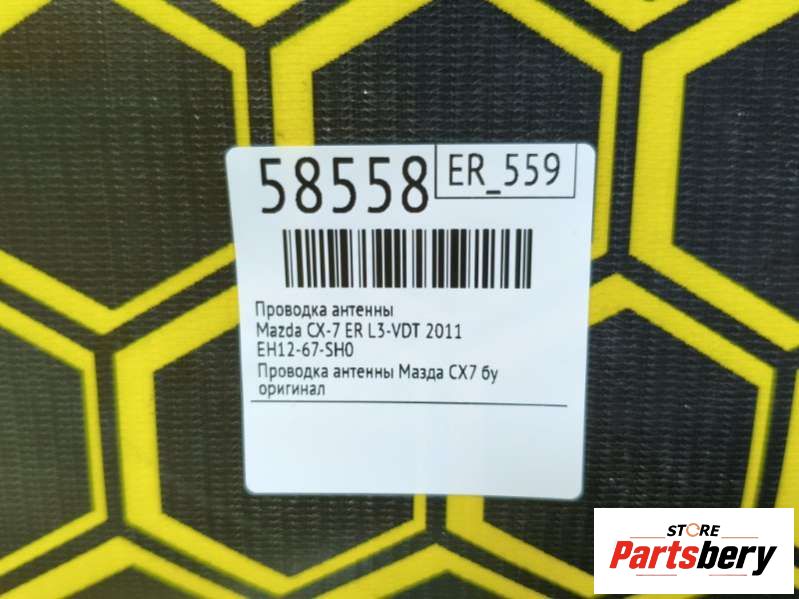 58558
ER_559
Проводка антенны
Mazda CX-7 ER L3-VDT 2011
EH12-67-SH0
Проводка антенны Мазда СХ7 бу
оригинал
STORE
Partsbery